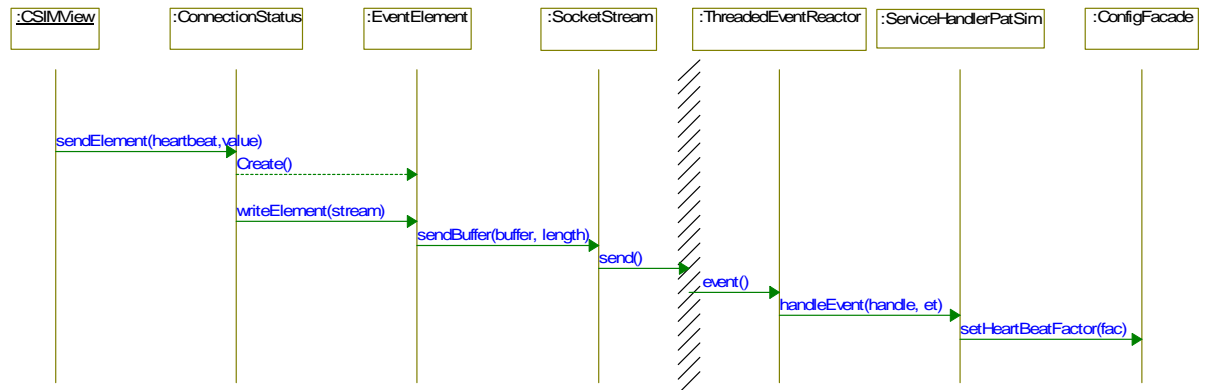 :CSIMView
:ConnectionStatus
:EventElement
:SocketStream
:ThreadedEventReactor
:ServiceHandlerPatSim
:ConfigFacade
sendElement(heartbeat,value)
Create()
writeElement(stream)
sendBuffer(buffer, length)
send()
event()
handleEvent(handle, et)
setHeartBeatFactor(fac)